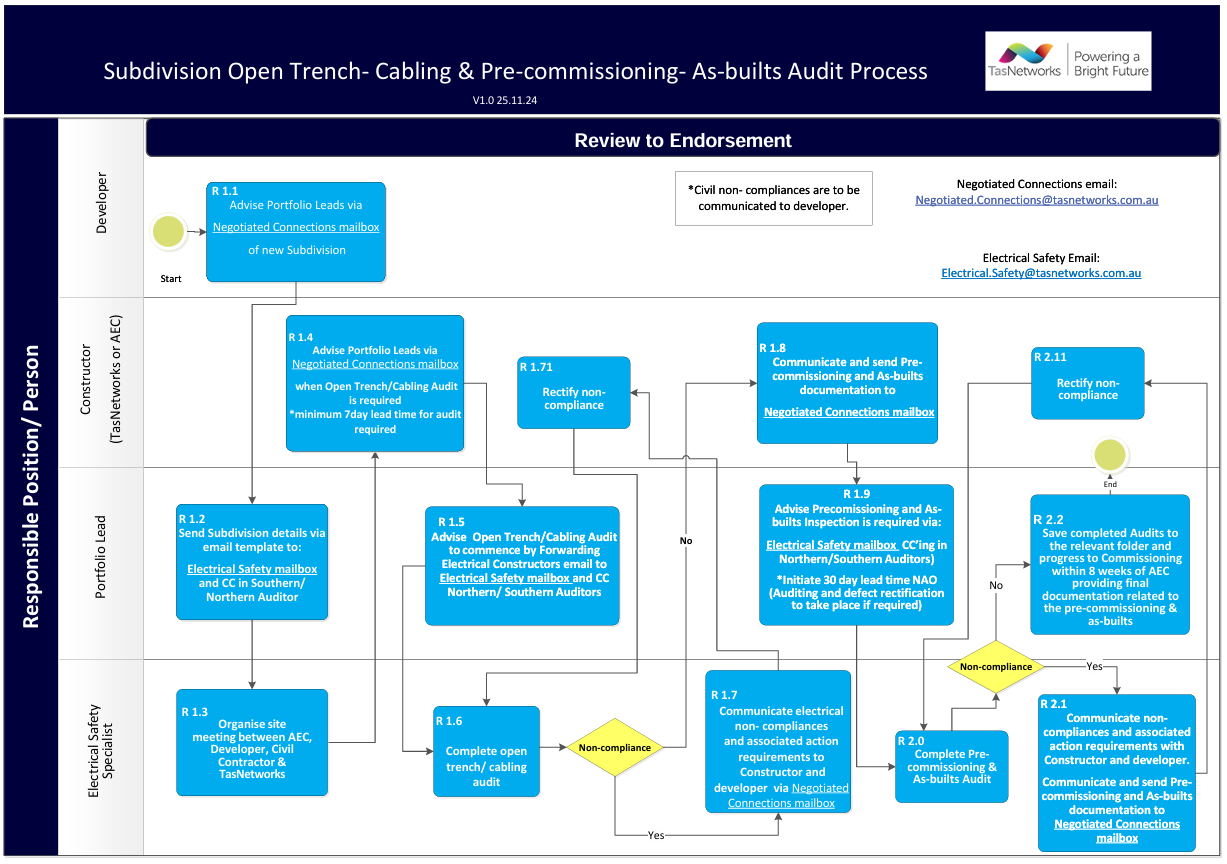 Subdivision Open Trench- Cabling & Pre-commissioning- As-builts Audit Process
V1.0 25.11.24
TasNetworks
Powering a
Bright Future
Responsible Position/ Person
Review to Endorsement
Developer
Start
R 1.1
Advise Portfolio Leads via
Negotiated Connections mailbox
of new Subdivision
*Civil non- compliances are to be
communicated to developer.
Negotiated Connections email:
Negotiated.Connections@tasnetworks.com.au
Electrical Safety Email:
Electrical.Safety@tasnetworks.com.au
Constructor
(TasNetworks or AEC)
R 1.4
Advise Portfolio Leads via
Negotiated Connections mailbox
when Open Trench/Cabling Audit
is required
*minimum 7day lead time for audit
required
R 1.71
Rectify non-
compliance
R 1.8
Communicate and send Pre-
commissioning and As-builts
documentation to
Negotiated Connections mailbox
R 2.11
Rectify non-
compliance
End
Portfolio Lead
R 1.2
Send Subdivision details via
email template to:
Electrical Safety mailbox
and CC in Southern/
Northern Auditor
R 1.5
Advise Open Trench/Cabling Audit
to commence by Forwarding
Electrical Constructors email to
Electrical Safety mailbox and CC
Northern/ Southern Auditors
No
R 1.9
Advise Precomissioning and As-
builts Inspection is required via:
Electrical Safety mailbox CC'ing in
Northern/Southern Auditors)
*Initiate 30 day lead time NAO
(Auditing and defect rectification
to take place if required)
No
R 2.2
Save completed Audits to
the relevant folder and
progress to Commissioning
within 8 weeks of AEC
providing final
documentation related to
the pre-commissioning &
as-builts
Electrical Safety
Specialist
R 1.3
Organise site
meeting between AEC,
Developer, Civil
Contractor &
TasNetworks
R 1.6
Complete open
trench/ cabling
audit
Non-compliance
Yes
R 1.7
Communicate electrical
non- compliances
and associated action
requirements to
Constructor and
developer via Negotiated
Connections mailbox
R 2.0
Complete Pre-
commissioning &
As-builts Audit
Non-compliance
Yes
R 2.1
Communicate non-
compliances and associated
action requirements with
Constructor and developer.
Communicate and send Pre-
commissioning and As-builts
documentation to
Negotiated Connections
mailbox